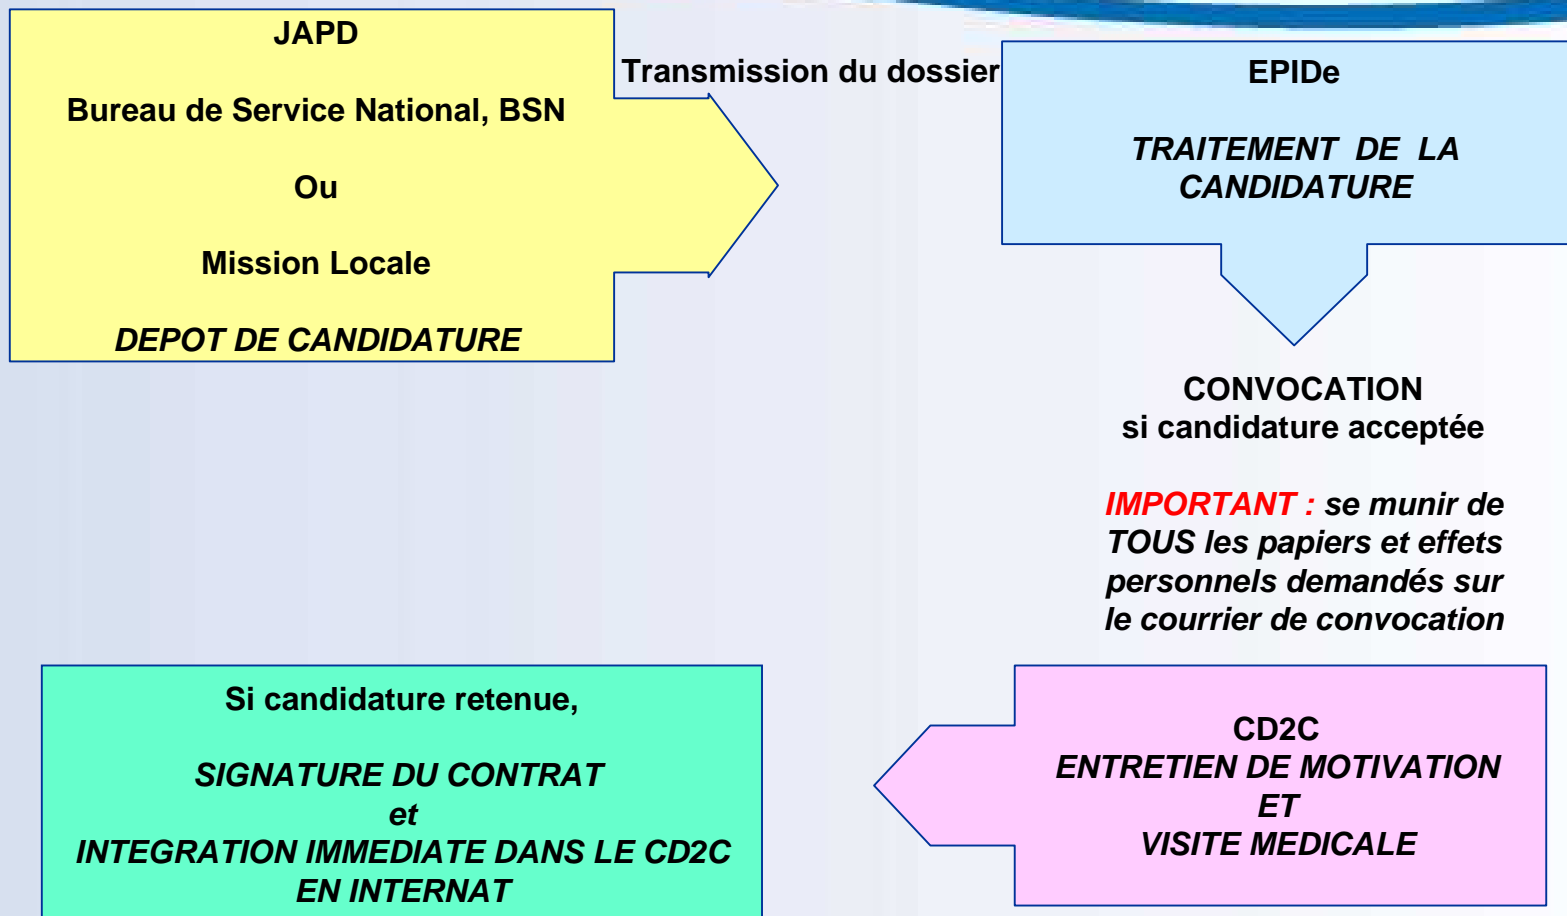 JAPD
Bureau de Service National, BSN
Ou
Mission Locale
DEPOT DE CANDIDATURE
Transmission du dossier
EPIDe
TRAITEMENT DE LA
CANDIDATURE
CONVOCATION
si candidature acceptée
IMPORTANT : se munir de
TOUS les papiers et effets
personnels demandés sur
le courrier de convocation
CD2C
ENTRETIEN DE MOTIVATION
ET
VISITE MEDICALE
Si candidature retenue,
SIGNATURE DU CONTRAT
et
INTEGRATION IMMEDIATE DANS LE CD2C
EN INTERNAT